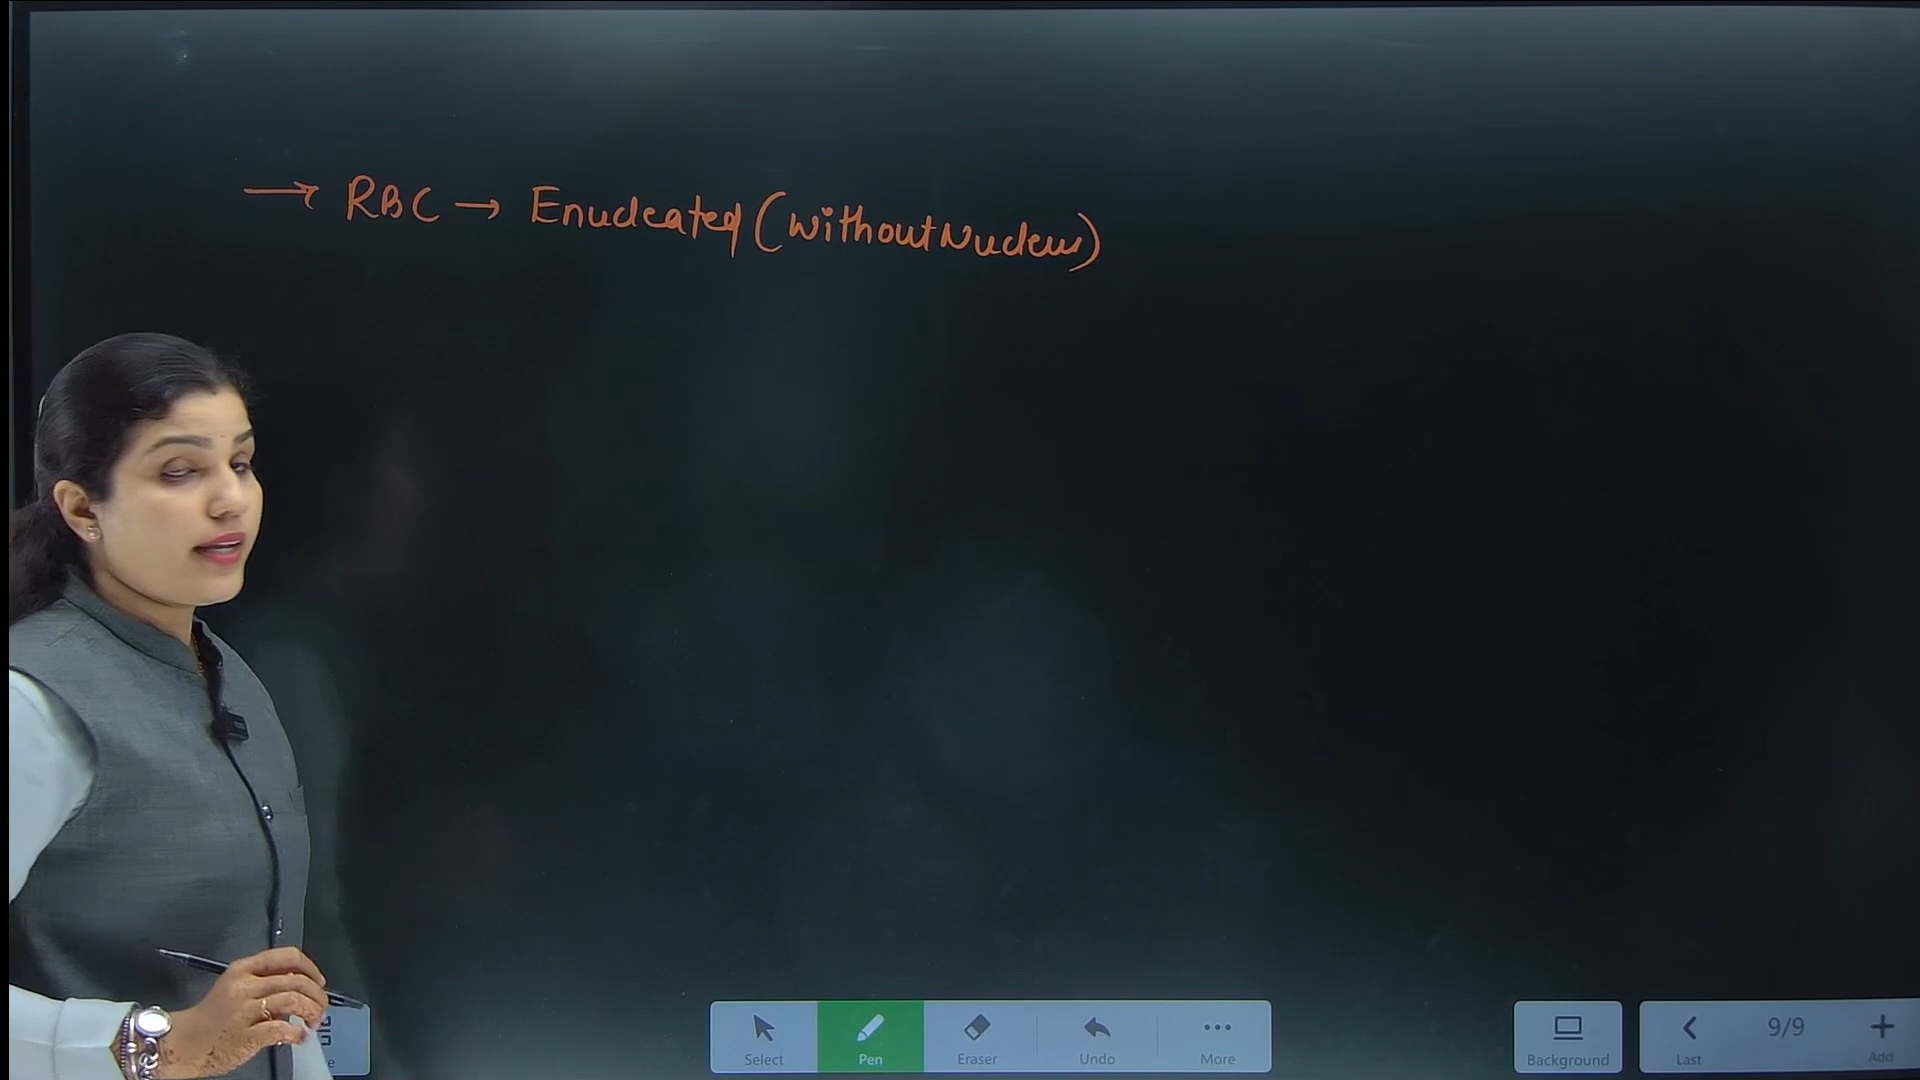 → RBC → Enucleated (Without Nucleus)
Select
Pen
Eraser
Undo
More
Background
Last
9/9
Add